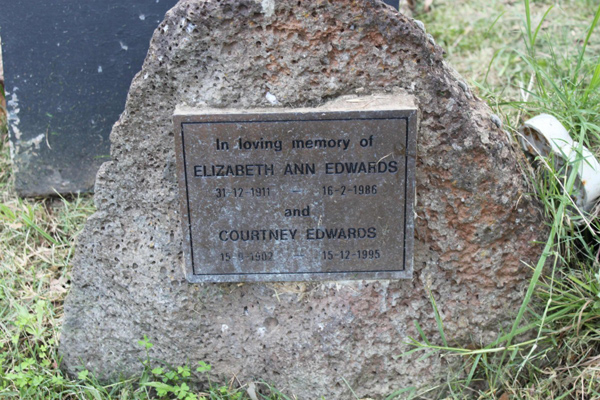 In loving memory of
ELIZABETH ANN EDWARDS
31-12-1911 — 16-2-1986
and
COURTNEY EDWARDS
— 15-12-1995